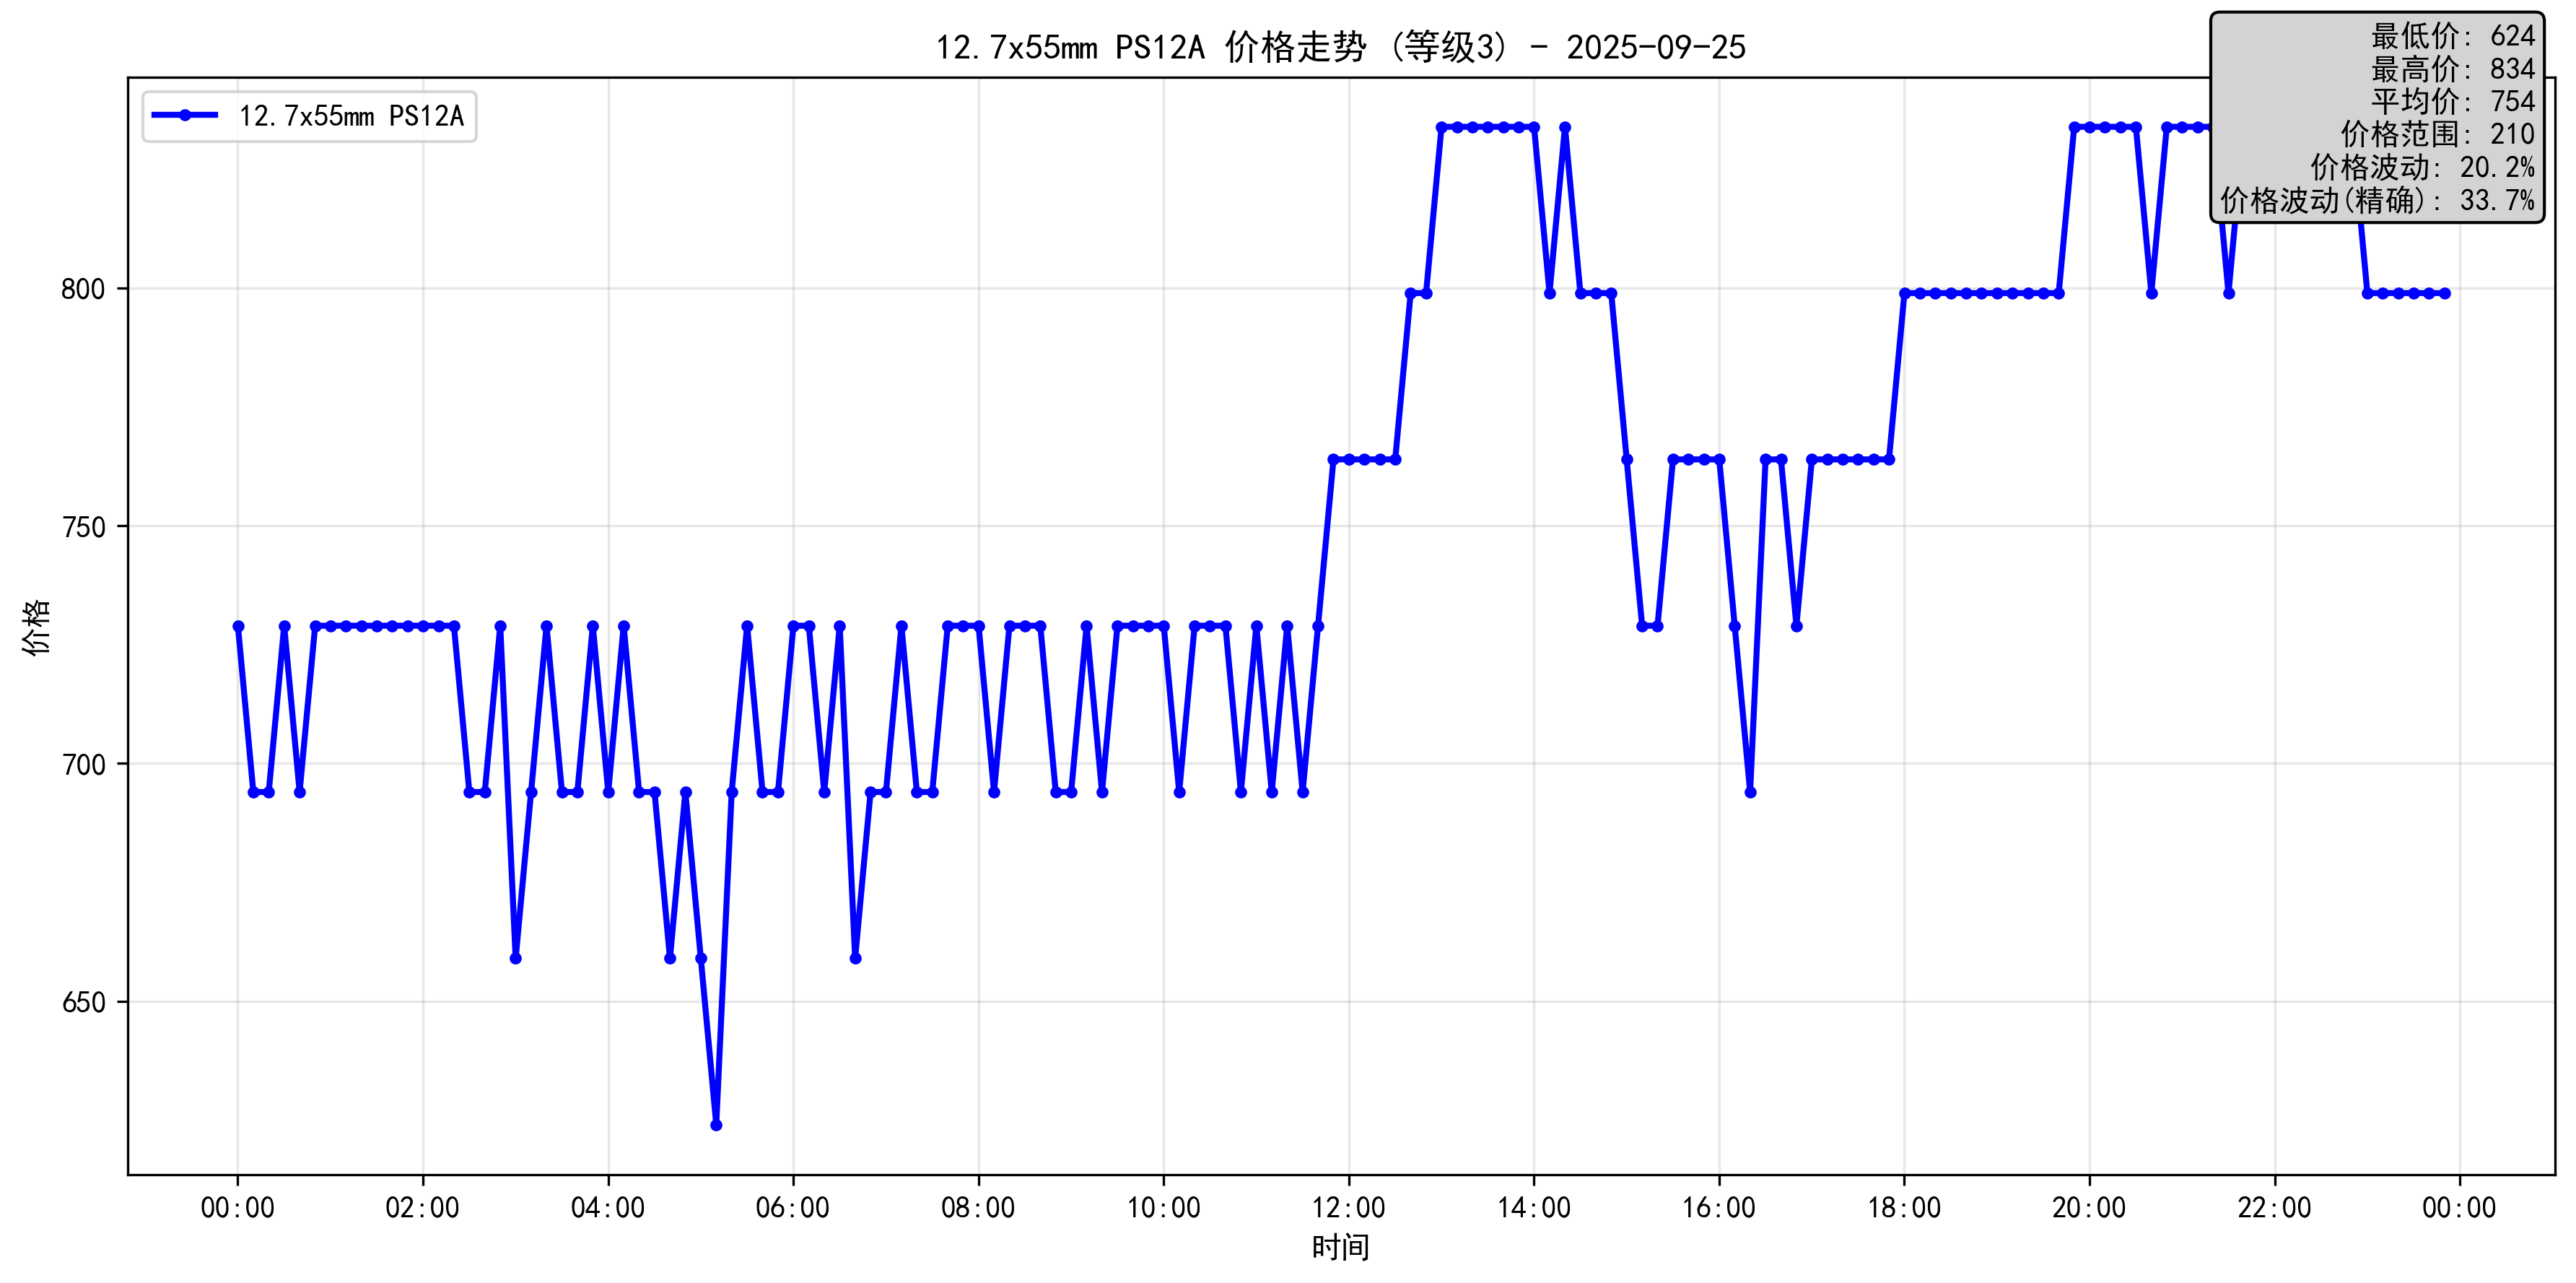 12.7x55mm PS12A 价格走势 (等级3) - 2025-09-25
最低价: 624
最高价: 834
平均价: 754
价格范围: 210
价格波动: 20.2%
价格波动(精确): 33.7%
12.7x55mm PS12A
价格
800
750
700
650
00:00 02:00 04:00 06:00 08:00 10:00 12:00 14:00 16:00 18:00 20:00 22:00 00:00
时间